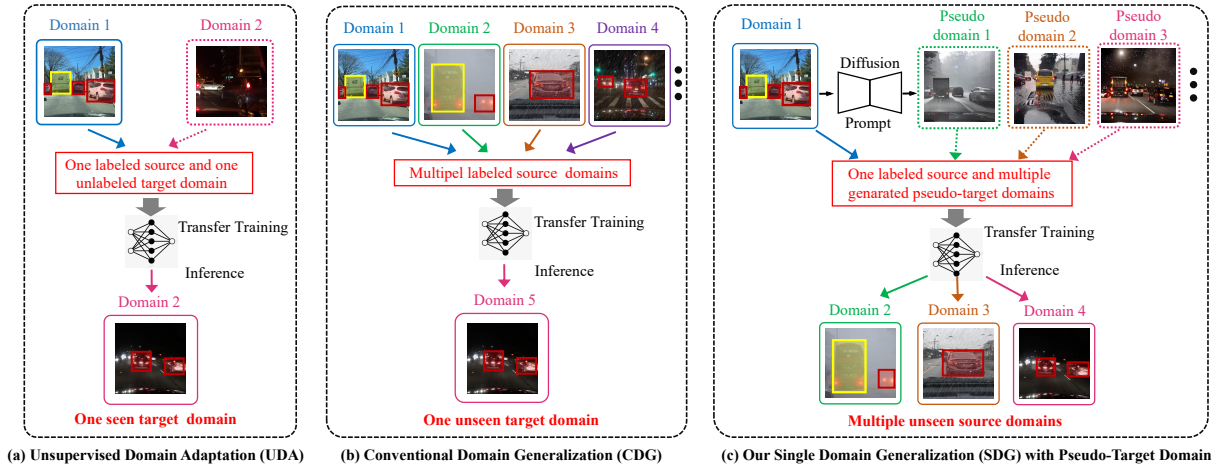 Domain 1
Domain 2
One labeled source and one
unlabeled target domain
Transfer Training
Inference
Domain 2
One seen target domain
(a) Unsupervised Domain Adaptation (UDA)
Domain 1
Domain 2
Domain 3
Domain 4
Multipel labeled source domains
Transfer Training
Inference
Domain 5
One unseen target domain
(b) Conventional Domain Generalization (CDG)
Domain 1
Diffusion
Prompt
Pseudo
domain 1
Pseudo
domain 2
Pseudo
domain 3
One labeled source and multiple
genarated pseudo-target domains
Transfer Training
Inference
Domain 2
Domain 3
Domain 4
Multiple unseen source domains
(c) Our Single Domain Generalization (SDG) with Pseudo-Target Domain